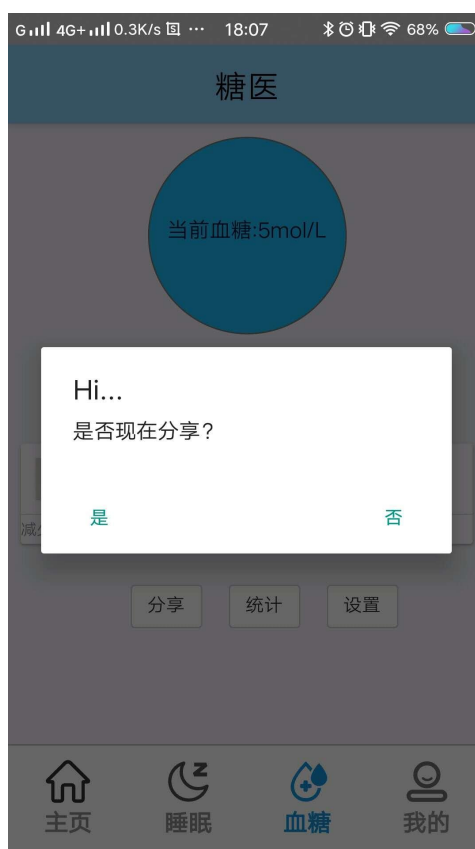 G 4G+ 0.3K/s ··· 18:07 68%
糖医
当前血糖:5mol/L
Hi...
是否现在分享？
是 否
分享 统计 设置
主页 睡眠 血糖 我的